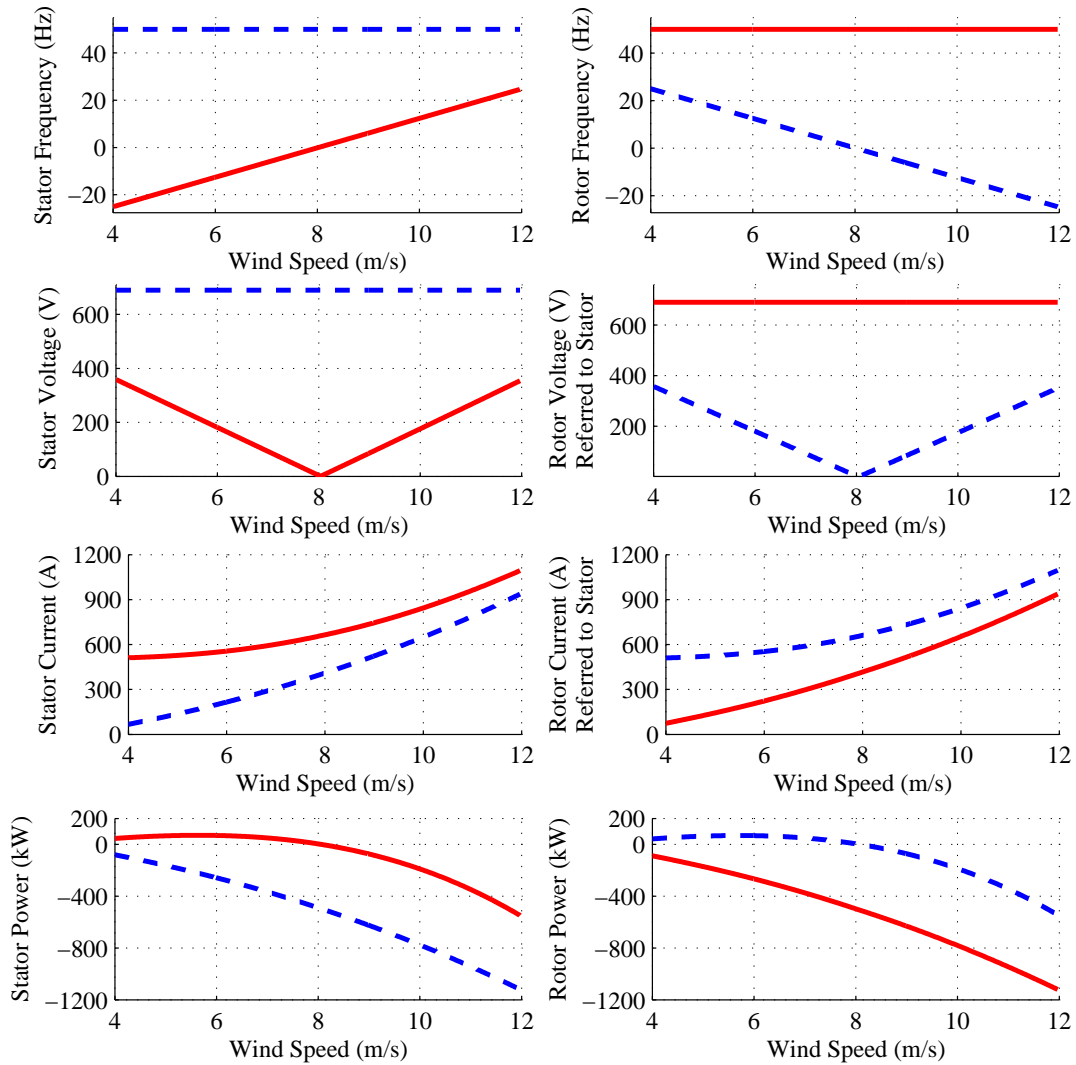 Stator Frequency (Hz)
40
20
0
−20
4 6 8 10 12
Wind Speed (m/s)
Rotor Frequency (Hz)
40
20
0
−20
4 6 8 10 12
Wind Speed (m/s)
Stator Voltage (V)
600
400
200
0
4 6 8 10 12
Wind Speed (m/s)
Rotor Voltage (V)
Referred to Stator
600
400
200
4 6 8 10 12
Wind Speed (m/s)
Stator Current (A)
1200
900
600
300
0
4 6 8 10 12
Wind Speed (m/s)
Rotor Current (A)
Referred to Stator
1200
900
600
300
0
4 6 8 10 12
Wind Speed (m/s)
Stator Power (kW)
200
0
−400
−800
−1200
4 6 8 10 12
Wind Speed (m/s)
Rotor Power (kW)
200
0
−400
−800
−1200
4 6 8 10 12
Wind Speed (m/s)